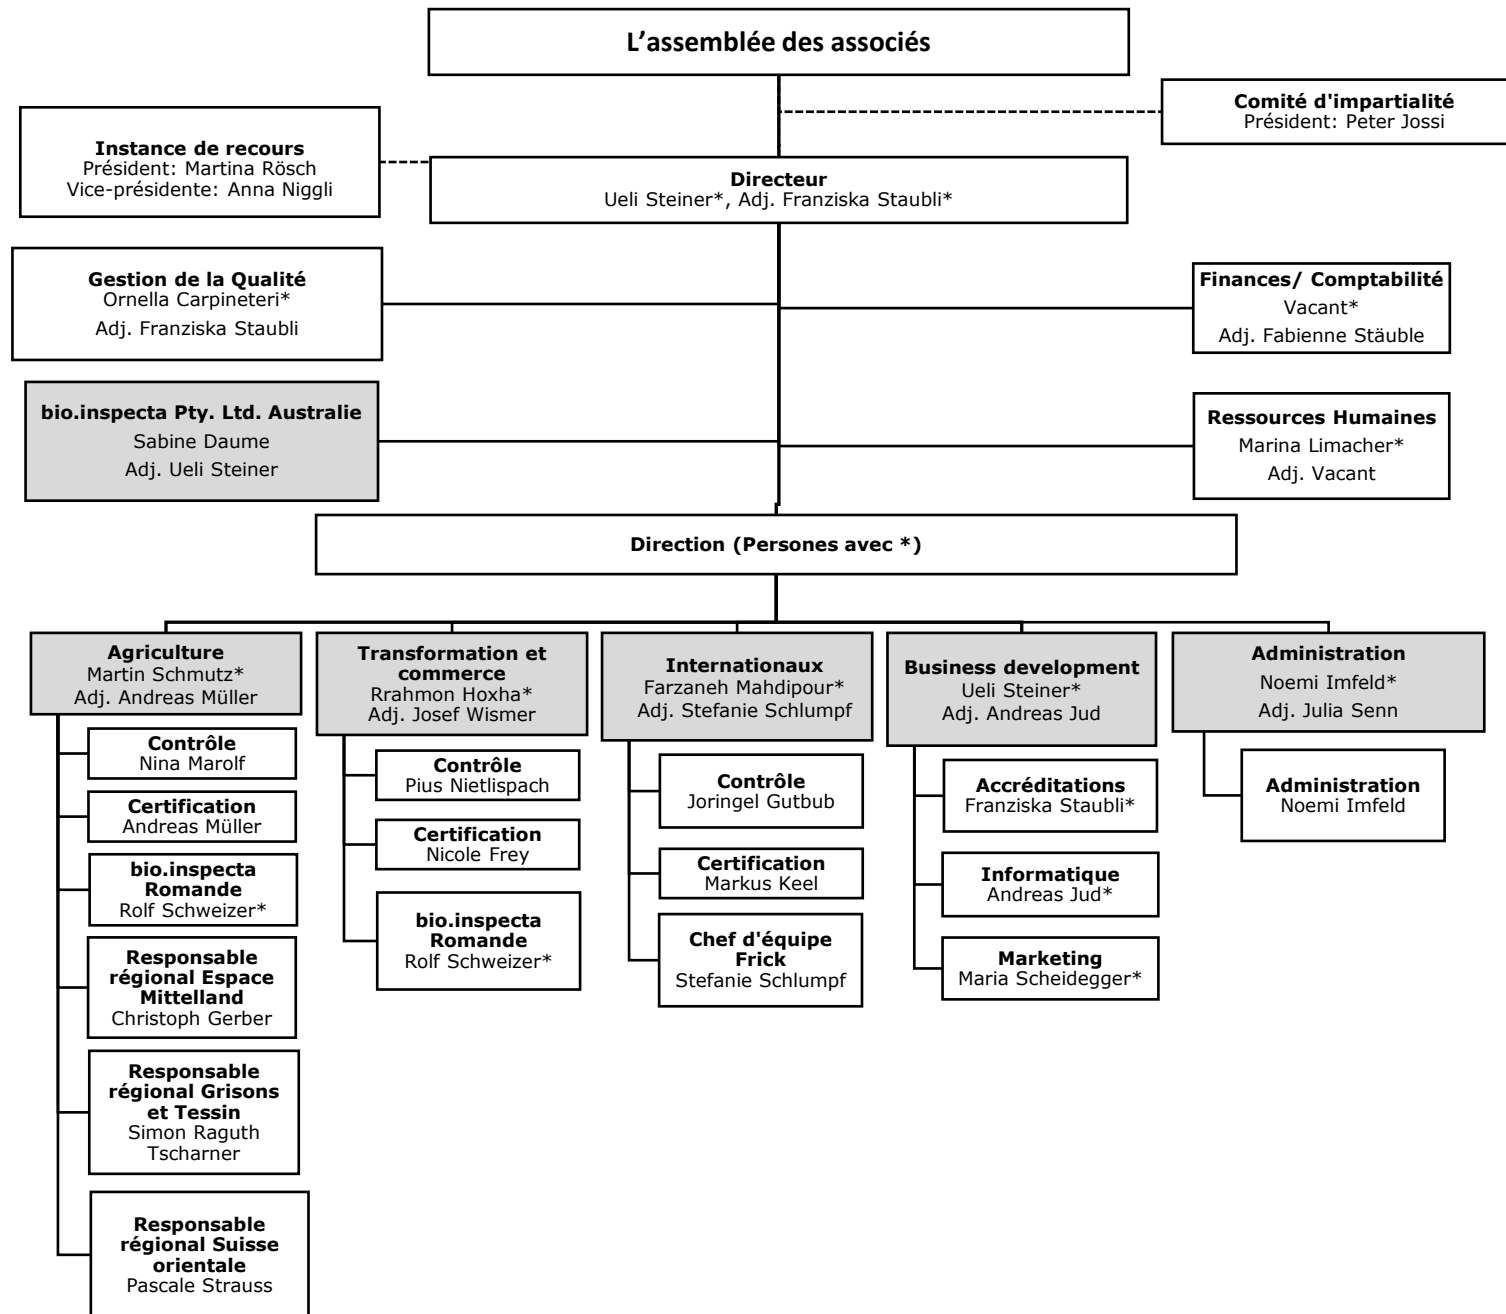 L'assemblée des associés
Comité d'impartialité
Président: Peter Jossi
Instance de recours
Président: Martina Rösch
Vice-présidente: Anna Niggli
Directeur
Ueli Steiner*, Adj. Franziska Staubli*
Gestion de la Qualité
Ornella Carpineteri*
Adj. Franziska Staubli
Finances/ Comptabilité
Vacant*
Adj. Fabienne Stäuble
bio.inspecta Pty. Ltd. Australie
Sabine Daume
Adj. Ueli Steiner
Ressources Humaines
Marina Limacher*
Adj. Vacant
Direction (Persones avec *)
Agriculture
Martin Schmutz*
Adj. Andreas Müller
Contrôle
Nina Marolf
Certification
Andreas Müller
bio.inspecta
Romande
Rolf Schweizer*
Responsable
régional Espace
Mittelland
Christoph Gerber
Responsable
régional Grisons
et Tessin
Simon Raguth
Tscharner
Responsable
régional Suisse
orientale
Pascale Strauss
Transformation et
commerce
Rrahmon Hoxha*
Adj. Josef Wismer
Contrôle
Pius Nietlispach
Certification
Nicole Frey
bio.inspecta
Romande
Rolf Schweizer*
Internationaux
Farzaneh Mahdipour*
Adj. Stefanie Schlumpf
Contrôle
Joringel Gutbub
Certification
Markus Keel
Chef d'équipe
Frick
Stefanie Schlumpf
Business development
Ueli Steiner*
Adj. Andreas Jud
Accréditations
Franziska Staubli*
Informatique
Andreas Jud*
Marketing
Maria Scheidegger*
Administration
Noemi Imfeld*
Adj. Julia Senn
Administration
Noemi Imfeld